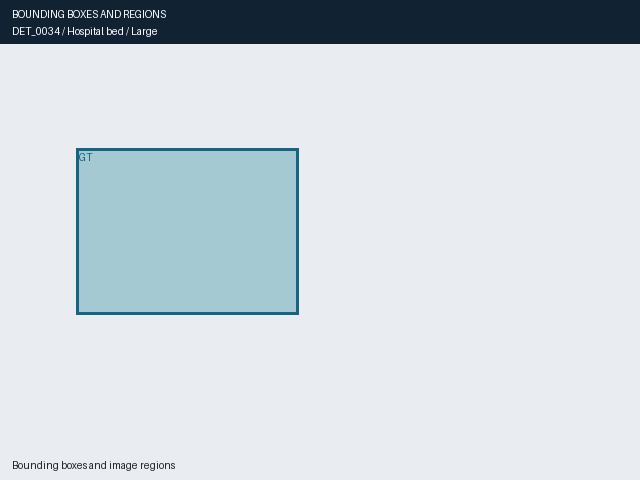 BOUNDING BOXES AND REGIONS
DET_0034 / Hospital bed / Large
GT
Bounding boxes and image regions